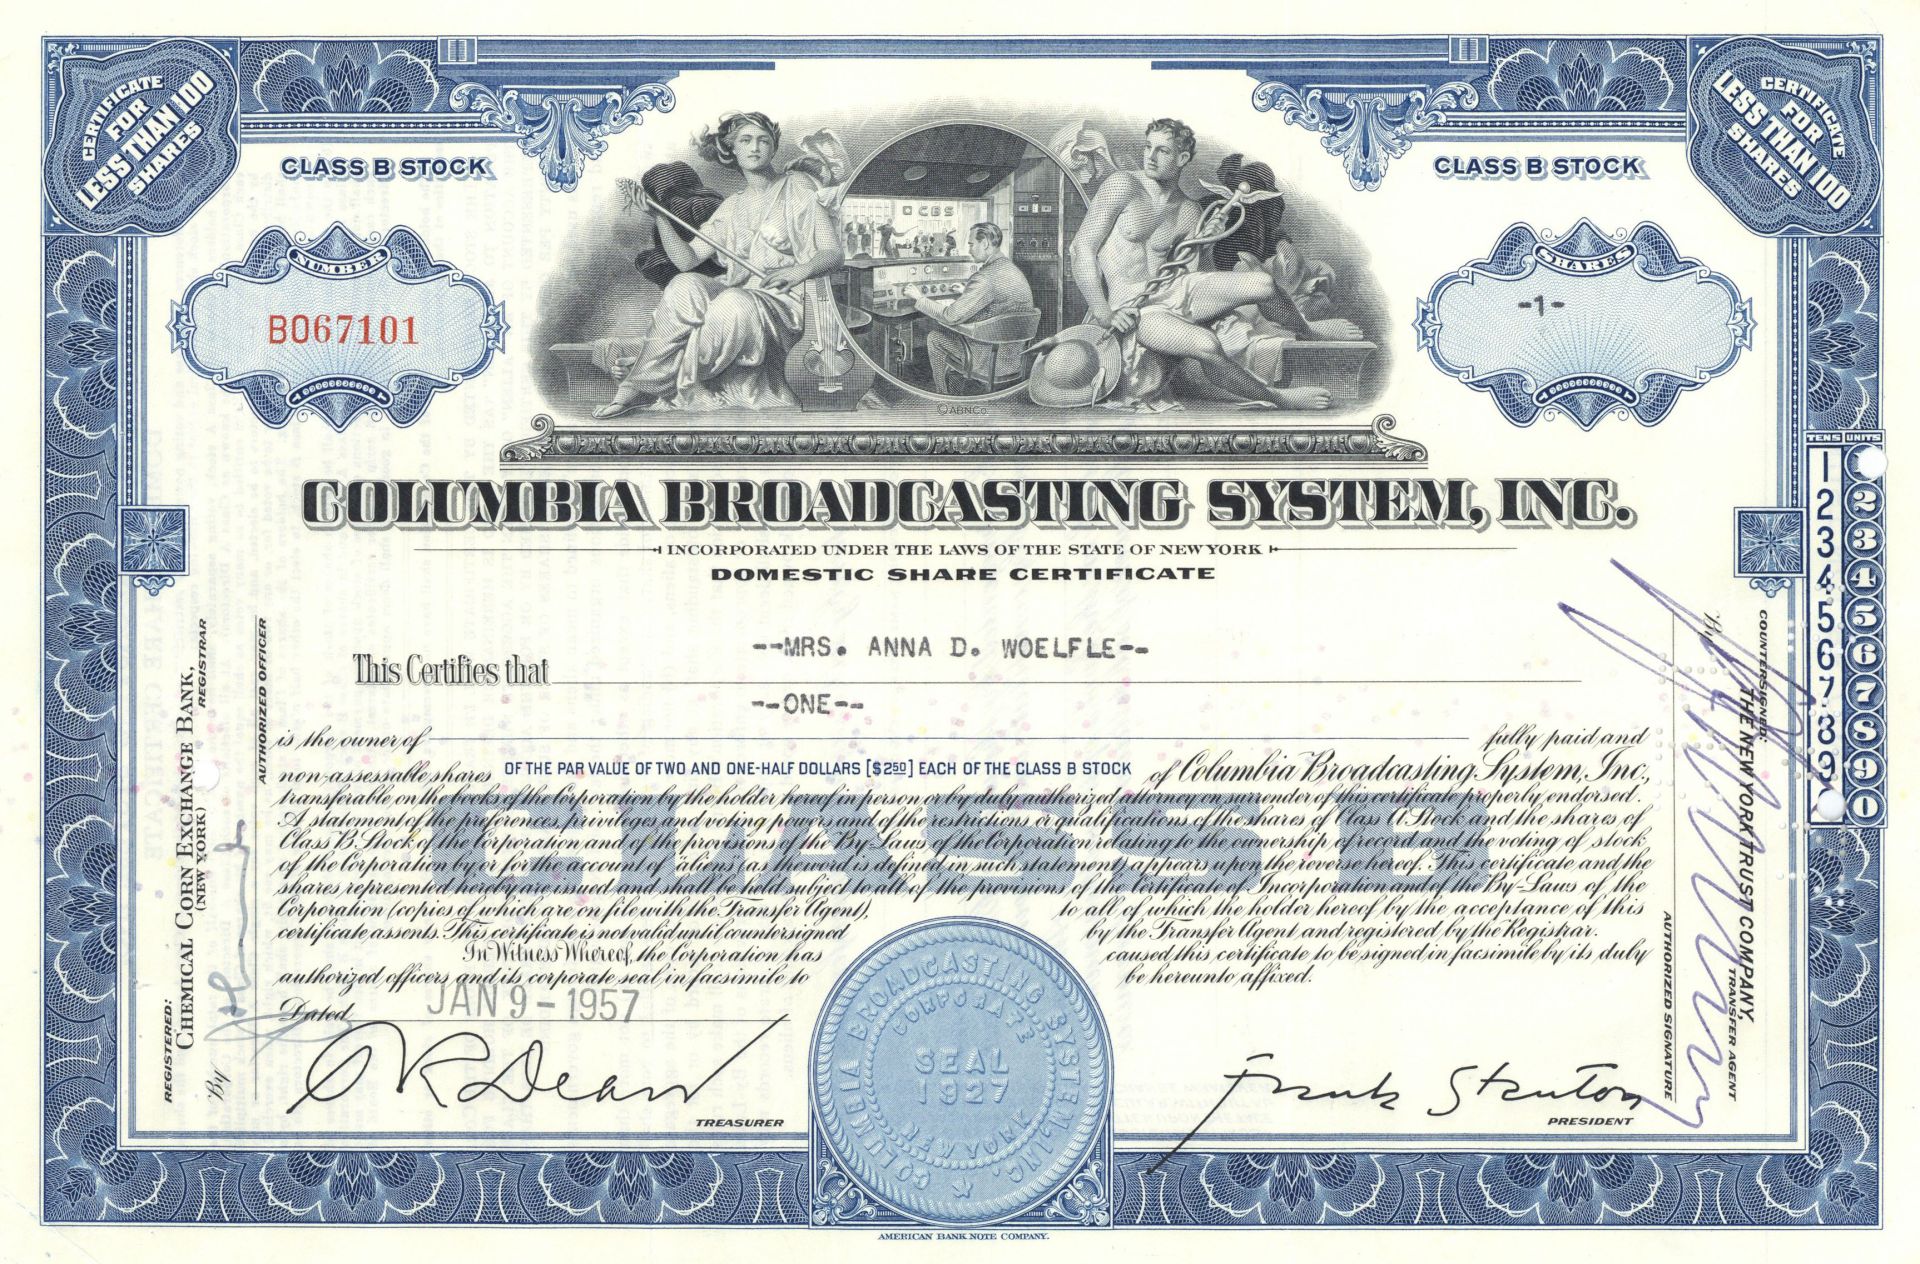 CERTIFICATE
FOR
LESS THAN 100
SHARES
CERTIFICATE
FOR
LESS THAN 100
SHARES
CLASS B STOCK
CLASS B STOCK
CBS
NUMBER
B067101
SHARES
-1-
©ABNCo
TENS UNITS
1 1
2 2
3 3
4 4
5 5
6 6
7 7
8 8
9 9
0
COLUMBIA BROADCASTING SYSTEM, INC.
INCORPORATED UNDER THE LAWS OF THE STATE OF NEW YORK
DOMESTIC SHARE CERTIFICATE
--MRS. ANNA D. WOELFLE--
This Certifies that
--ONE--
is the owner of fully paid and
non-assessable shares OF THE PAR VALUE OF TWO AND ONE-HALF DOLLARS [$2.50] EACH OF THE CLASS B STOCK of Columbia Broadcasting System, Inc.,
transferable on the books of the Corporation by the holder hereof in person or by duly authorized attorney on surrender of this certificate properly endorsed.
A statement of the preferences, privileges and voting powers and of the restrictions or qualifications of the shares of Class A Stock and the shares of
Class B Stock of the Corporation and of the provisions of the By-Laws of the Corporation relating to the ownership of record and the voting of stock
of the Corporation by or for the account of "aliens" (as the word is defined in such statement) appears upon the reverse hereof. This certificate and the
shares represented hereby are issued and shall be held subject to all of the provisions of the Certificate of Incorporation and of the By-Laws of the
Corporation (copies of which are on file with the Transfer Agent), to all of which the holder hereof by the acceptance of this
certificate assents. This certificate is not valid until countersigned by the Transfer Agent and registered by the Registrar.
In Witness Whereof, the Corporation has caused this certificate to be signed in facsimile by its duly
authorized officers and its corporate seal in facsimile to be hereunto affixed.
CLASS B
Dated JAN 9 - 1957
TREASURER
Frank Stanton
PRESIDENT
COLUMBIA BROADCASTING SYSTEM, INC.
CORPORATE
SEAL
1927
NEW YORK
REGISTERED:
CHEMICAL CORN EXCHANGE BANK,
(NEW YORK) REGISTRAR
By
AUTHORIZED OFFICER
COUNTERSIGNED:
THE NEW YORK TRUST COMPANY,
TRANSFER AGENT
By
AUTHORIZED SIGNATURE
AMERICAN BANK NOTE COMPANY.